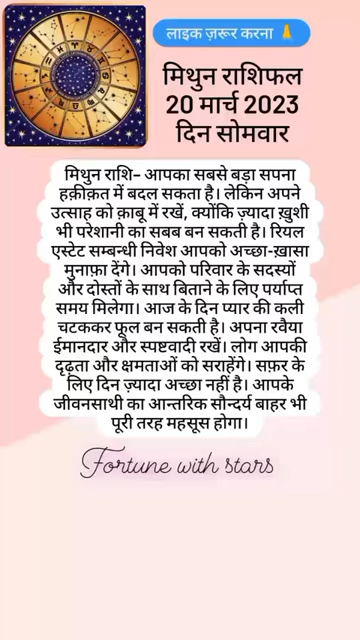 लाइक ज़रूर करना 🙏
मिथुन राशिफल
20 मार्च 2023
दिन सोमवार
मिथुन राशि– आपका सबसे बड़ा सपना
हक़ीक़त में बदल सकता है। लेकिन अपने
उत्साह को क़ाबू में रखें, क्योंकि ज़्यादा ख़ुशी
भी परेशानी का सबब बन सकती है। रियल
एस्टेट सम्बन्धी निवेश आपको अच्छा-ख़ासा
मुनाफ़ा देंगे। आपको परिवार के सदस्यों
और दोस्तों के साथ बिताने के लिए पर्याप्त
समय मिलेगा। आज के दिन प्यार की कली
चटककर फूल बन सकती है। अपना रवैया
ईमानदार और स्पष्टवादी रखें। लोग आपकी
दृढ़ता और क्षमताओं को सराहेंगे। सफ़र के
लिए दिन ज़्यादा अच्छा नहीं है। आपके
जीवनसाथी का आन्तरिक सौन्दर्य बाहर भी
पूरी तरह महसूस होगा।
Fortune with stars